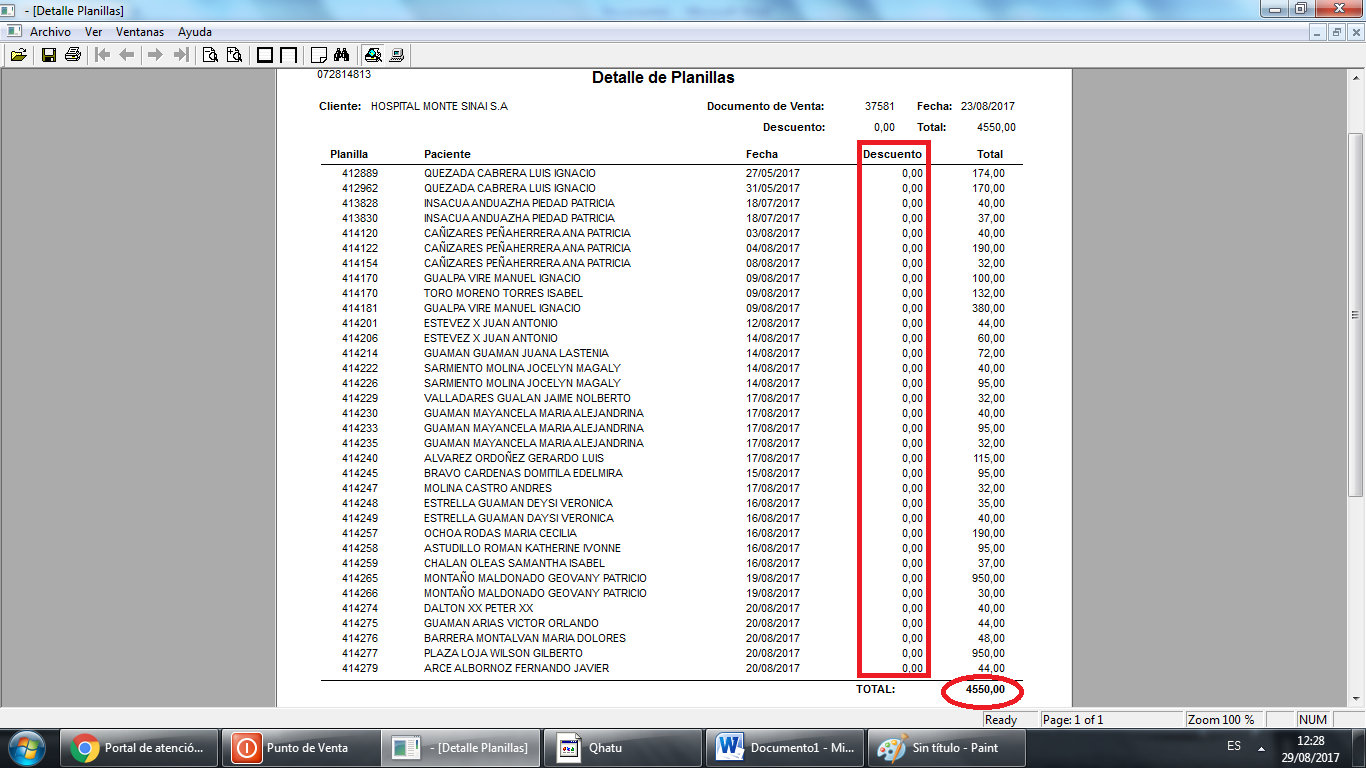 - [Detalle Planillas]
Archivo Ver Ventanas Ayuda
072814813
Detalle de Planillas
Cliente: HOSPITAL MONTE SINAI S.A Documento de Venta: 37581 Fecha: 23/08/2017
Descuento: 0,00 Total: 4550,00
Planilla Paciente Fecha Descuento Total
412889 QUEZADA CABRERA LUIS IGNACIO 27/05/2017 0,00 174,00
412962 QUEZADA CABRERA LUIS IGNACIO 31/05/2017 0,00 170,00
413828 INSACUA ANDUAZHA PIEDAD PATRICIA 18/07/2017 0,00 40,00
413830 INSACUA ANDUAZHA PIEDAD PATRICIA 18/07/2017 0,00 37,00
414120 CAÑIZARES PEÑAHERRERA ANA PATRICIA 03/08/2017 0,00 40,00
414122 CAÑIZARES PEÑAHERRERA ANA PATRICIA 04/08/2017 0,00 190,00
414154 CAÑIZARES PEÑAHERRERA ANA PATRICIA 08/08/2017 0,00 32,00
414170 GUALPA VIRE MANUEL IGNACIO 09/08/2017 0,00 100,00
414170 TORO MORENO TORRES ISABEL 09/08/2017 0,00 132,00
414181 GUALPA VIRE MANUEL IGNACIO 09/08/2017 0,00 380,00
414201 ESTEVEZ X JUAN ANTONIO 12/08/2017 0,00 44,00
414206 ESTEVEZ X JUAN ANTONIO 14/08/2017 0,00 60,00
414214 GUAMAN GUAMAN JUANA LASTENIA 14/08/2017 0,00 72,00
414222 SARMIENTO MOLINA JOCELYN MAGALY 14/08/2017 0,00 40,00
414226 SARMIENTO MOLINA JOCELYN MAGALY 14/08/2017 0,00 95,00
414229 VALLADARES GUALAN JAIME NOLBERTO 17/08/2017 0,00 32,00
414230 GUAMAN MAYANCELA MARIA ALEJANDRINA 17/08/2017 0,00 40,00
414233 GUAMAN MAYANCELA MARIA ALEJANDRINA 17/08/2017 0,00 95,00
414235 GUAMAN MAYANCELA MARIA ALEJANDRINA 17/08/2017 0,00 32,00
414240 ALVAREZ ORDOÑEZ GERARDO LUIS 17/08/2017 0,00 115,00
414245 BRAVO CARDENAS DOMITILA EDELMIRA 15/08/2017 0,00 95,00
414247 MOLINA CASTRO ANDRES 17/08/2017 0,00 32,00
414248 ESTRELLA GUAMAN DEYSI VERONICA 16/08/2017 0,00 35,00
414249 ESTRELLA GUAMAN DAYSI VERONICA 16/08/2017 0,00 40,00
414257 OCHOA RODAS MARIA CECILIA 16/08/2017 0,00 190,00
414258 ASTUDILLO ROMAN KATHERINE IVONNE 16/08/2017 0,00 95,00
414259 CHALAN OLEAS SAMANTHA ISABEL 16/08/2017 0,00 37,00
414265 MONTAÑO MALDONADO GEOVANY PATRICIO 19/08/2017 0,00 950,00
414266 MONTAÑO MALDONADO GEOVANY PATRICIO 19/08/2017 0,00 30,00
414274 DALTON XX PETER XX 20/08/2017 0,00 40,00
414275 GUAMAN ARIAS VICTOR ORLANDO 20/08/2017 0,00 44,00
414276 BARRERA MONTALVAN MARIA DOLORES 20/08/2017 0,00 48,00
414277 PLAZA LOJA WILSON GILBERTO 20/08/2017 0,00 950,00
414279 ARCE ALBORNOZ FERNANDO JAVIER 20/08/2017 0,00 44,00
TOTAL: 4550,00
Ready Page: 1 of 1 Zoom 100 % NUM
Portal de atenció... Punto de Venta - [Detalle Planillas] Qhatu Documento1 - Mi... Sin título - Paint ES 12:28
29/08/2017